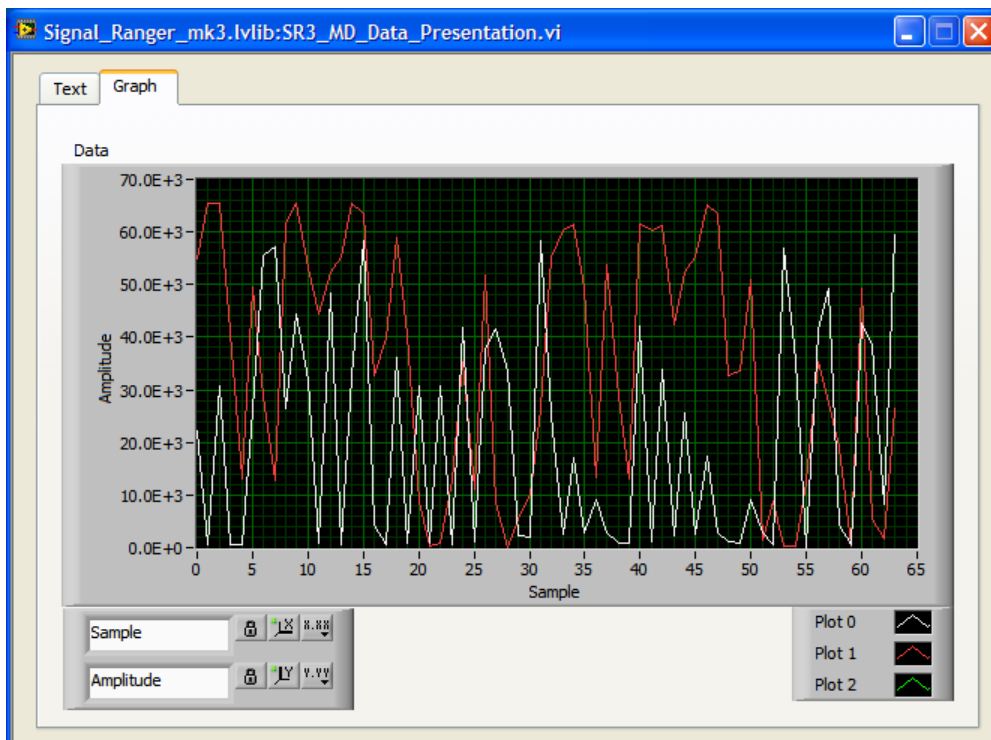 Signal_Ranger_mk3.lvlib:SR3_MD_Data_Presentation.vi
Text Graph
Data
70.0E+3
60.0E+3
50.0E+3
40.0E+3
30.0E+3
20.0E+3
10.0E+3
0.0E+0
Amplitude
0 5 10 15 20 25 30 35 40 45 50 55 60 65
Sample
Sample X X.XX
Amplitude Y Y.YY
Plot 0
Plot 1
Plot 2